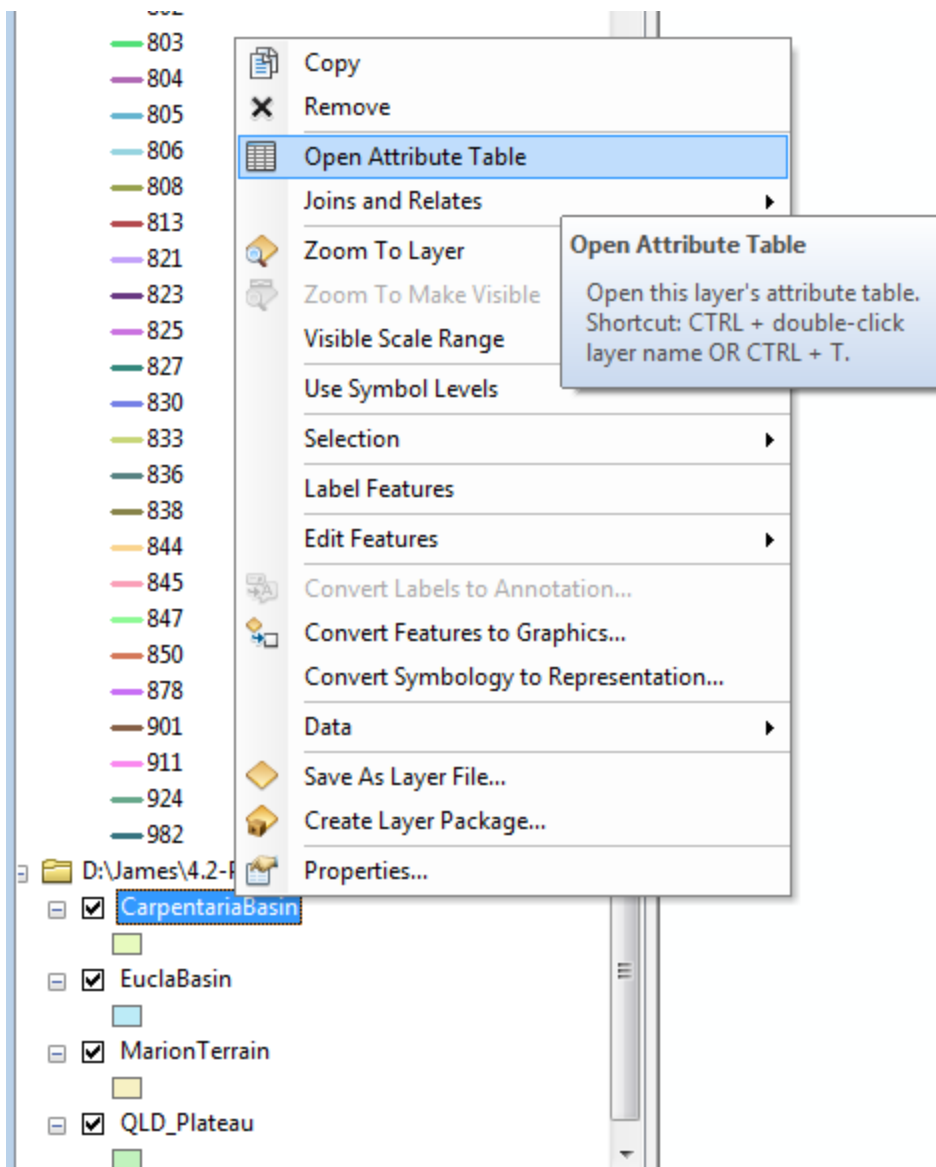 803
804
805
806
808
813
821
823
825
827
830
833
836
838
844
845
847
850
878
901
911
924
982
Copy
Remove
Open Attribute Table
Joins and Relates
Zoom To Layer
Zoom To Make Visible
Visible Scale Range
Use Symbol Levels
Selection
Label Features
Edit Features
Convert Labels to Annotation...
Convert Features to Graphics...
Convert Symbology to Representation...
Data
Save As Layer File...
Create Layer Package...
Properties...
Open Attribute Table
Open this layer's attribute table.
Shortcut: CTRL + double-click
layer name OR CTRL + T.
D:\James\4.2-
CarpentariaBasin
EuclaBasin
MarionTerrain
QLD_Plateau